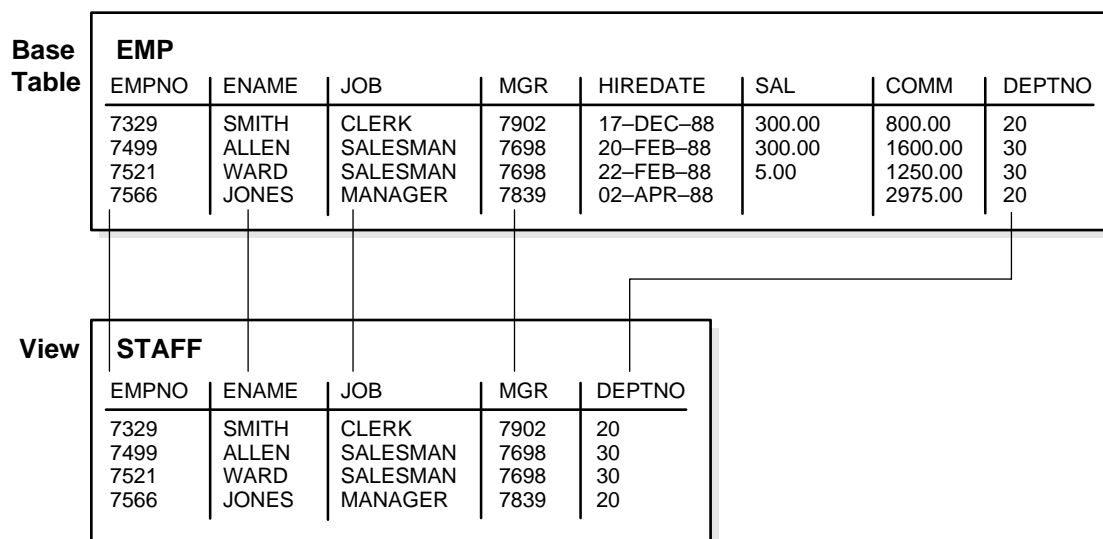 Base Table
EMP
EMPNO ENAME JOB MGR HIREDATE SAL COMM DEPTNO
7329 SMITH CLERK 7902 17–DEC–88 300.00 800.00 20
7499 ALLEN SALESMAN 7698 20–FEB–88 300.00 1600.00 30
7521 WARD SALESMAN 7698 22–FEB–88 5.00 1250.00 30
7566 JONES MANAGER 7839 02–APR–88 2975.00 20
View
STAFF
EMPNO ENAME JOB MGR DEPTNO
7329 SMITH CLERK 7902 20
7499 ALLEN SALESMAN 7698 30
7521 WARD SALESMAN 7698 30
7566 JONES MANAGER 7839 20